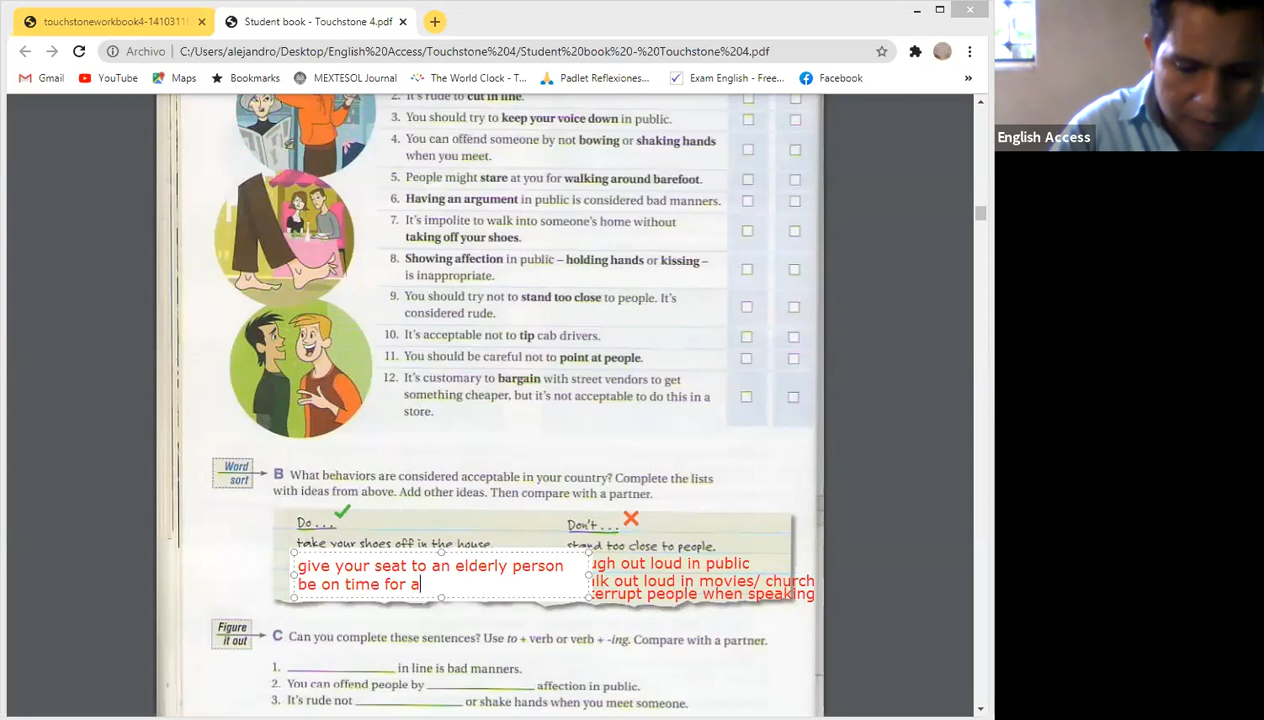 touchstoneworkbook4-1410311
Student book - Touchstone 4.pdf
Archivo
C:/Users/alejandro/Desktop/English%20Access/Touchstone%204/Student%20book%20-%20Touchstone%204.pdf
Gmail
YouTube
Maps
Bookmarks
MEXTESOL Journal
The World Clock - T...
Padlet Reflexiones...
Exam English - Free...
Facebook
»
English Access
2. It's rude to cut in line.
3. You should try to keep your voice down in public.
4. You can offend someone by not bowing or shaking hands
when you meet.
5. People might stare at you for walking around barefoot.
6. Having an argument in public is considered bad manners.
7. It's impolite to walk into someone's home without
taking off your shoes.
8. Showing affection in public – holding hands or kissing –
is inappropriate.
9. You should try not to stand too close to people. It's
considered rude.
10. It's acceptable not to tip cab drivers.
11. You should be careful not to point at people.
12. It's customary to bargain with street vendors to get
something cheaper, but it's not acceptable to do this in a
store.
Word
sort
B What behaviors are considered acceptable in your country? Complete the lists
with ideas from above. Add other ideas. Then compare with a partner.
Do . . .
Don't . . .
take your shoes off in the house.
stand too close to people.
give your seat to an elderly person
ugh out loud in public
be on time for a
alk out loud in movies/ church
terrupt people when speaking
Figure
it out
C Can you complete these sentences? Use to + verb or verb + -ing. Compare with a partner.
1. ____________ in line is bad manners.
2. You can offend people by ____________ affection in public.
3. It's rude not ____________ or shake hands when you meet someone.